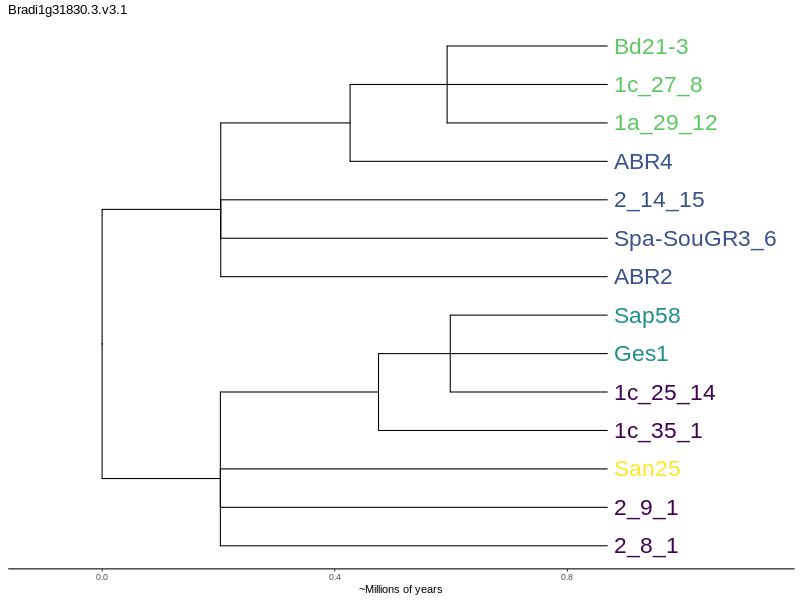 Bradi1g31830.3.v3.1
Bd21-3
1c_27_8
1a_29_12
ABR4
2_14_15
Spa-SouGR3_6
ABR2
Sap58
Ges1
1c_25_14
1c_35_1
San25
2_9_1
2_8_1
0.0 0.4 0.8
~Millions of years